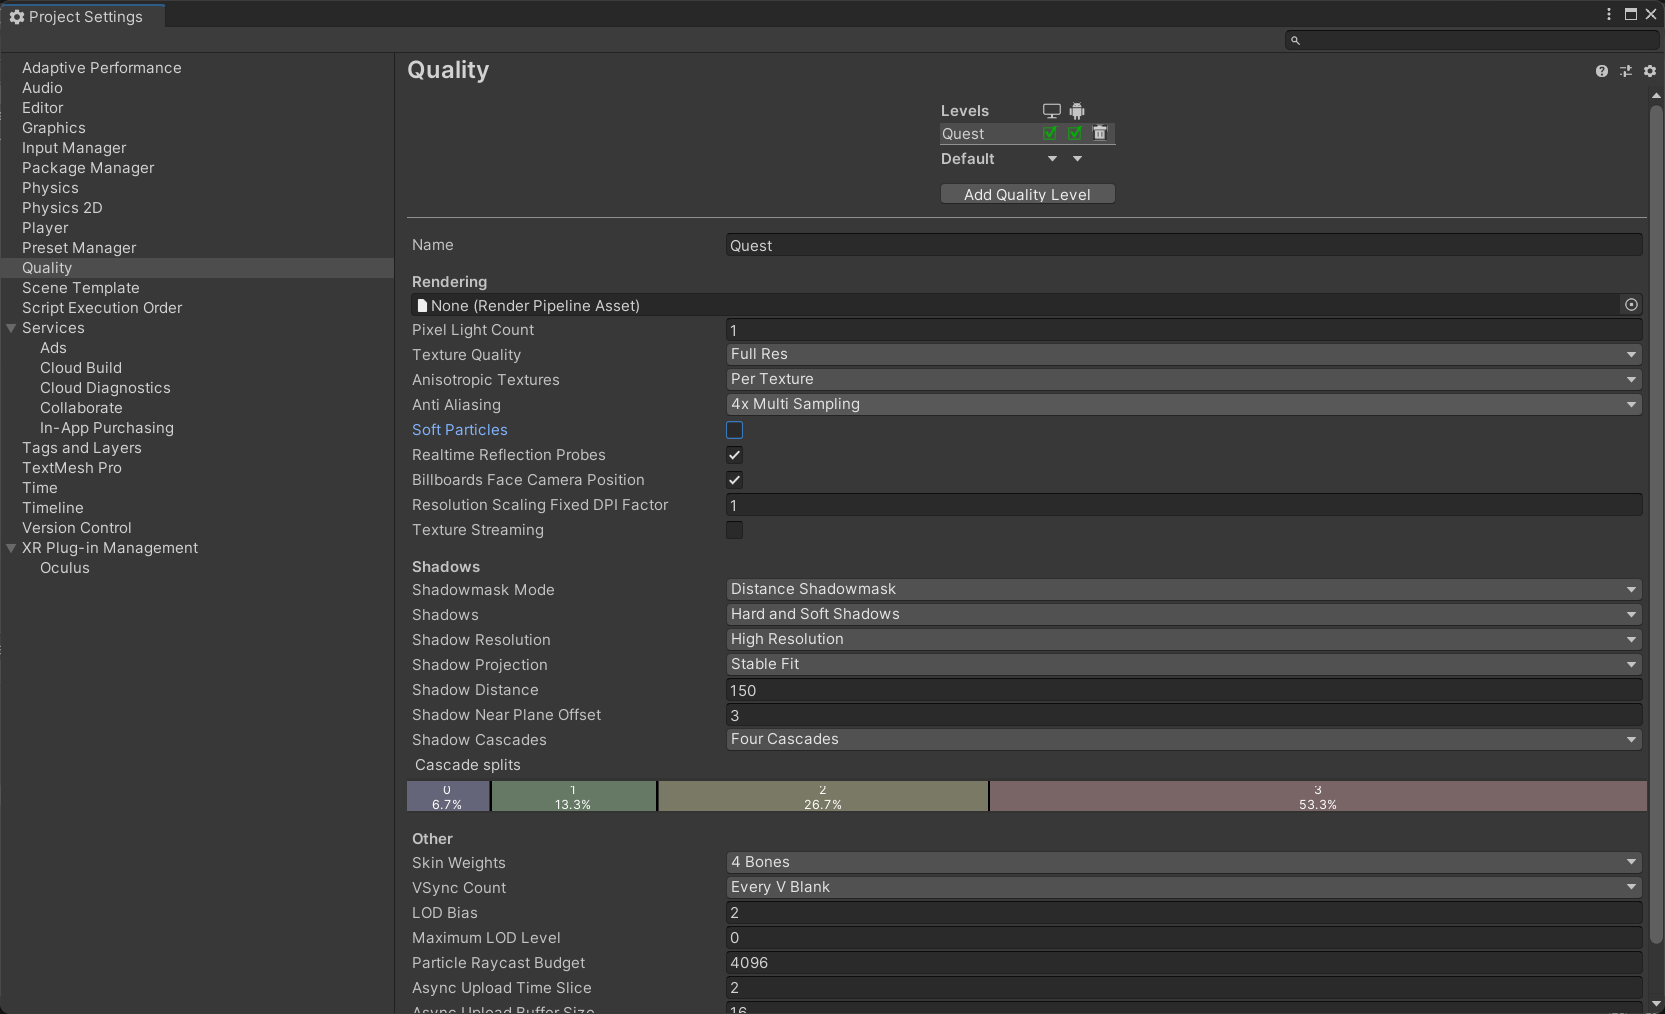 Project Settings
Adaptive Performance
Audio
Editor
Graphics
Input Manager
Package Manager
Physics
Physics 2D
Player
Preset Manager
Quality
Scene Template
Script Execution Order
Services
Ads
Cloud Build
Cloud Diagnostics
Collaborate
In-App Purchasing
Tags and Layers
TextMesh Pro
Time
Timeline
Version Control
XR Plug-in Management
Oculus
Quality
Levels
Quest
Default
Add Quality Level
Name Quest
Rendering
None (Render Pipeline Asset)
Pixel Light Count 1
Texture Quality Full Res
Anisotropic Textures Per Texture
Anti Aliasing 4x Multi Sampling
Soft Particles
Realtime Reflection Probes
Billboards Face Camera Position
Resolution Scaling Fixed DPI Factor 1
Texture Streaming
Shadows
Shadowmask Mode Distance Shadowmask
Shadows Hard and Soft Shadows
Shadow Resolution High Resolution
Shadow Projection Stable Fit
Shadow Distance 150
Shadow Near Plane Offset 3
Shadow Cascades Four Cascades
Cascade splits
0 1 2 3
6.7% 13.3% 26.7% 53.3%
Other
Skin Weights 4 Bones
VSync Count Every V Blank
LOD Bias 2
Maximum LOD Level 0
Particle Raycast Budget 4096
Async Upload Time Slice 2
Async Upload Buffer Size 16